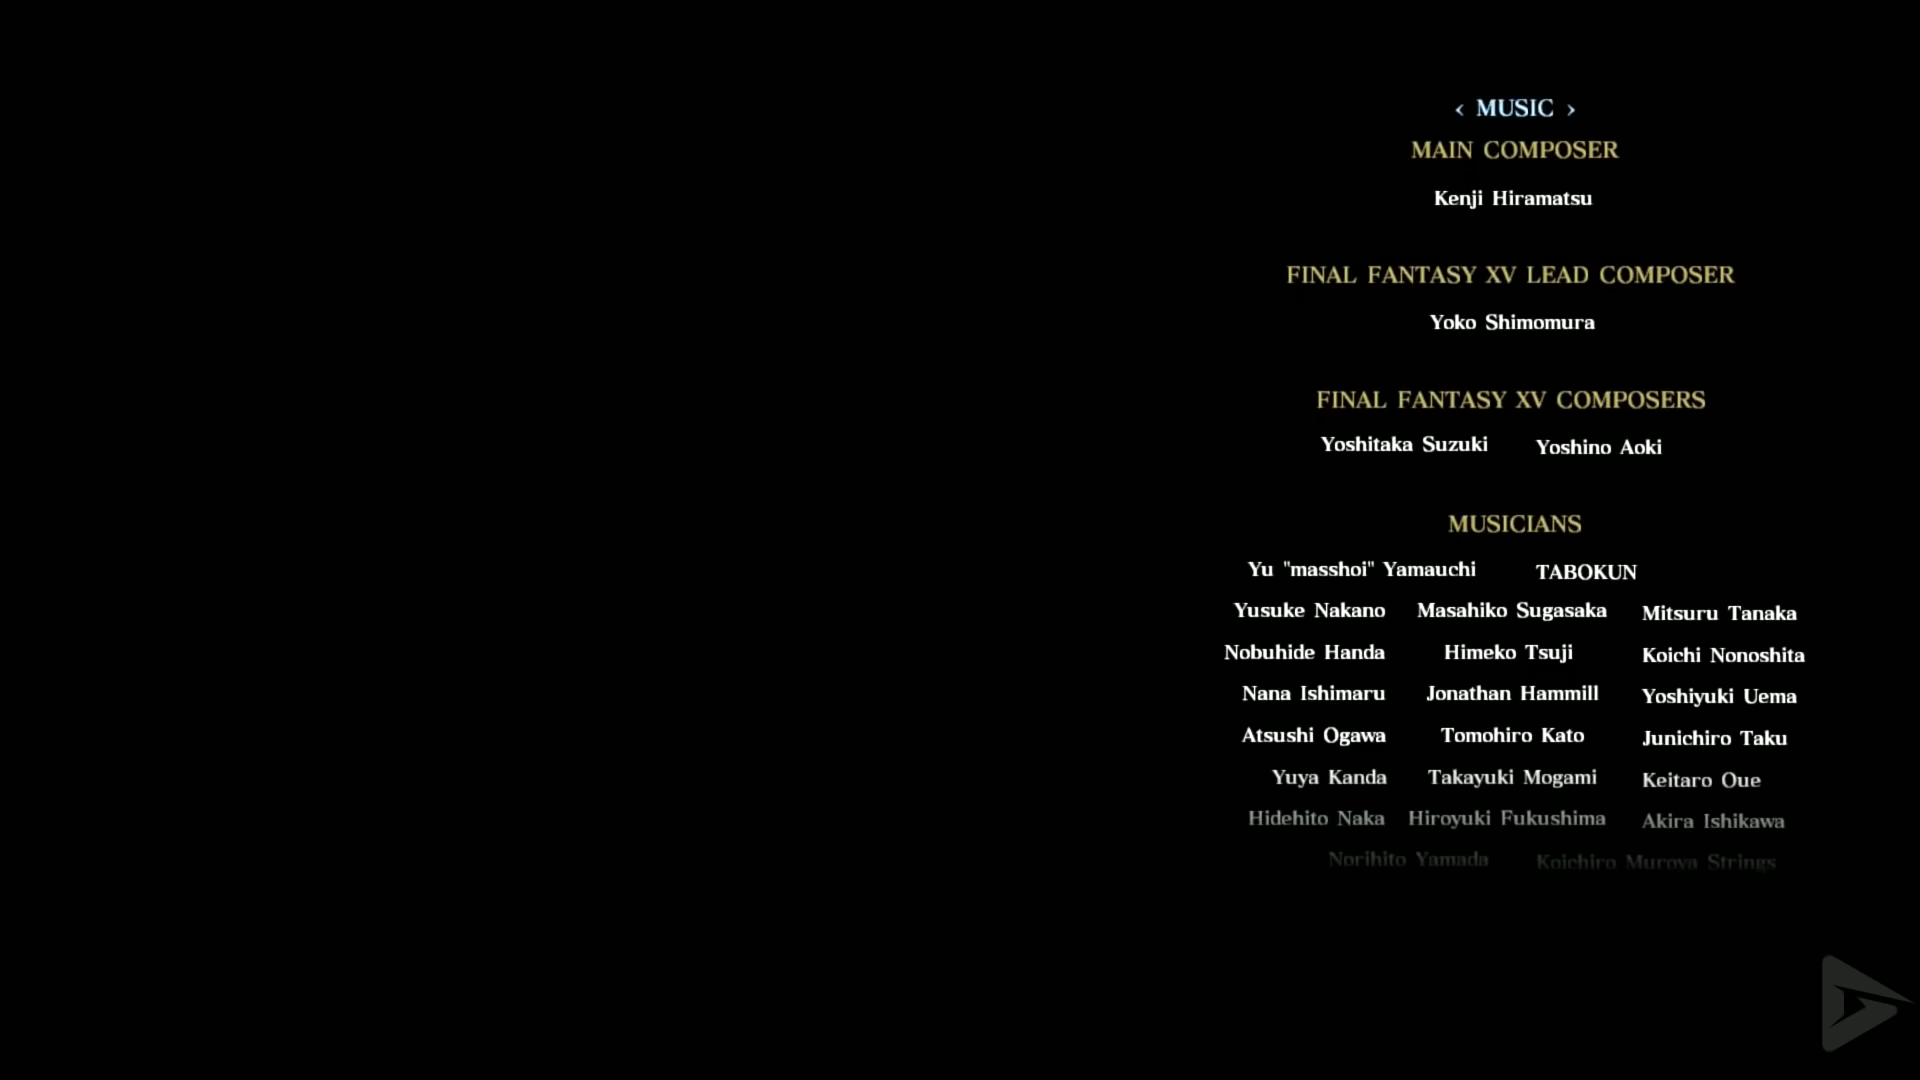 ‹ MUSIC ›
MAIN COMPOSER
Kenji Hiramatsu
FINAL FANTASY XV LEAD COMPOSER
Yoko Shimomura
FINAL FANTASY XV COMPOSERS
Yoshitaka Suzuki Yoshino Aoki
MUSICIANS
Yu "masshoi" Yamauchi TABOKUN
Yusuke Nakano Masahiko Sugasaka Mitsuru Tanaka
Nobuhide Handa Himeko Tsuji Koichi Nonoshita
Nana Ishimaru Jonathan Hammill Yoshiyuki Uema
Atsushi Ogawa Tomohiro Kato Junichiro Taku
Yuya Kanda Takayuki Mogami Keitaro Oue
Hidehito Naka Hiroyuki Fukushima Akira Ishikawa
Norihito Yamada Koichiro Muroya Strings